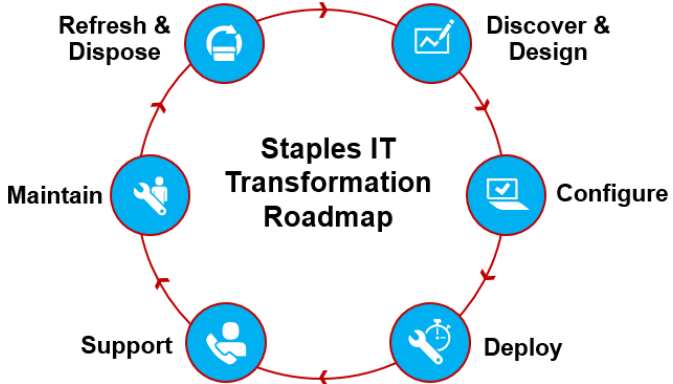 Refresh &
Dispose
Discover &
Design
Staples IT
Transformation
Roadmap
Maintain
Configure
Support
Deploy